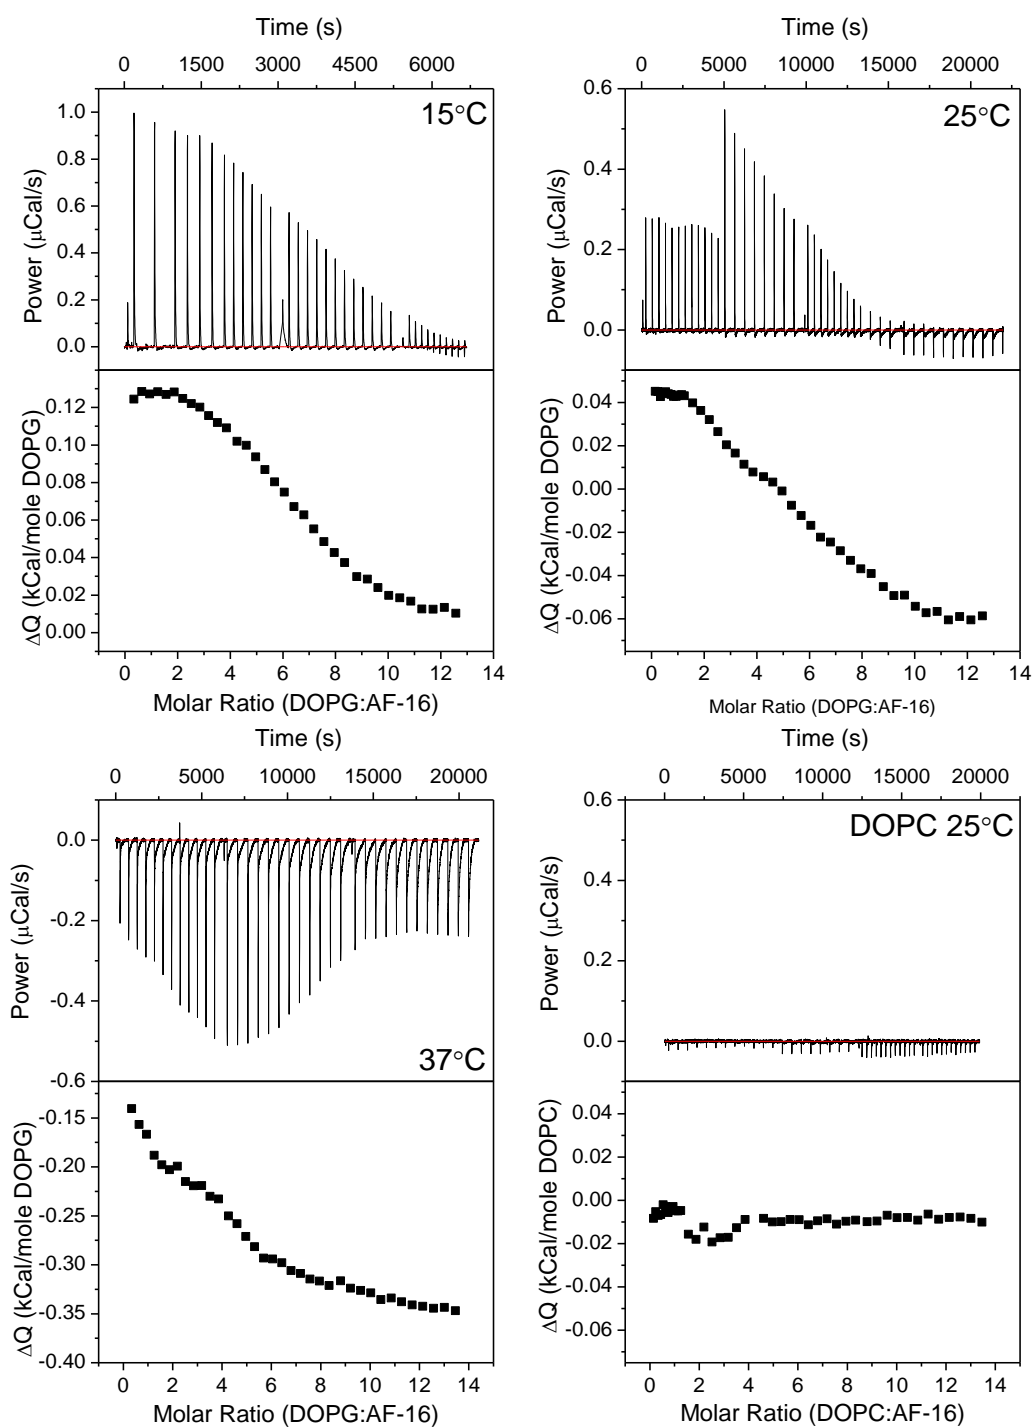 Time (s)
0 1500 3000 4500 6000
15°C
1.0
0.8
0.6
0.4
0.2
0.0
Power (μCal/s)
0.12
0.10
0.08
0.06
0.04
0.02
0.00
ΔQ (kCal/mole DOPG)
0 2 4 6 8 10 12 14
Molar Ratio (DOPG:AF-16)
Time (s)
0 5000 10000 15000 20000
25°C
0.6
0.4
0.2
0.0
Power (μCal/s)
0.04
0.02
0.00
-0.02
-0.04
-0.06
ΔQ (kCal/mole DOPG)
0 2 4 6 8 10 12 14
Molar Ratio (DOPG:AF-16)
Time (s)
0 5000 10000 15000 20000
0.0
-0.2
-0.4
-0.6
Power (μCal/s)
37°C
-0.15
-0.20
-0.25
-0.30
-0.35
-0.40
ΔQ (kCal/mole DOPG)
0 2 4 6 8 10 12 14
Molar Ratio (DOPG:AF-16)
Time (s)
0 5000 10000 15000 20000
DOPC 25°C
0.6
0.4
0.2
0.0
Power (μCal/s)
0.04
0.02
0.00
-0.02
-0.04
-0.06
ΔQ (kCal/mole DOPC)
0 2 4 6 8 10 12 14
Molar Ratio (DOPC:AF-16)